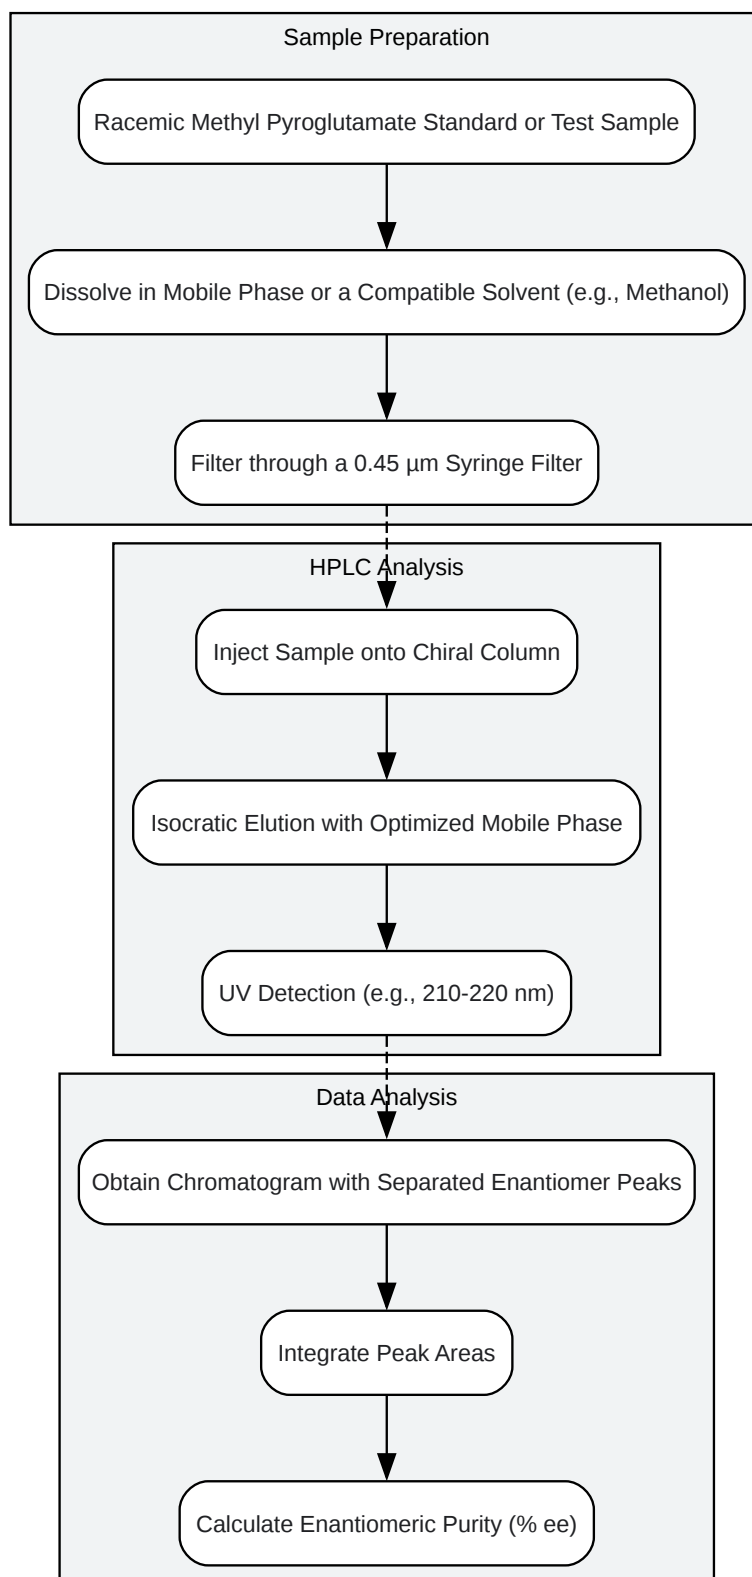 Sample Preparation
Racemic Methyl Pyroglutamate Standard or Test Sample
Dissolve in Mobile Phase or a Compatible Solvent (e.g., Methanol)
Filter through a 0.45 µm Syringe Filter
HPLC Analysis
Inject Sample onto Chiral Column
Isocratic Elution with Optimized Mobile Phase
UV Detection (e.g., 210-220 nm)
Data Analysis
Obtain Chromatogram with Separated Enantiomer Peaks
Integrate Peak Areas
Calculate Enantiomeric Purity (% ee)